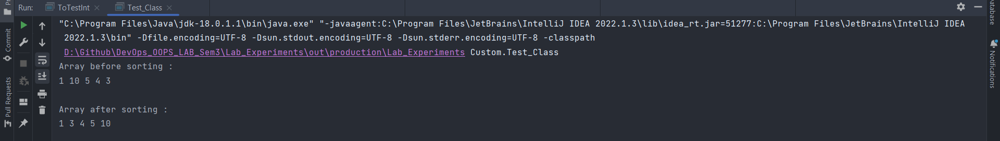 Run: ToTestInt Test_Class
"C:\Program Files\Java\jdk-18.0.1.1\bin\java.exe" "-javaagent:C:\Program Files\JetBrains\IntelliJ IDEA 2022.1.3\lib\idea_rt.jar=51277:C:\Program Files\JetBrains\IntelliJ IDEA
2022.1.3\bin" -Dfile.encoding=UTF-8 -Dsun.stdout.encoding=UTF-8 -Dsun.stderr.encoding=UTF-8 -classpath
D:\Github\DevOps_OOPS_LAB_Sem3\Lab_Experiments\out\production\Lab_Experiments Custom.Test_Class
Array before sorting :
1 10 5 4 3
Array after sorting :
1 3 4 5 10
Commit
Pull Requests
Database
Notifications